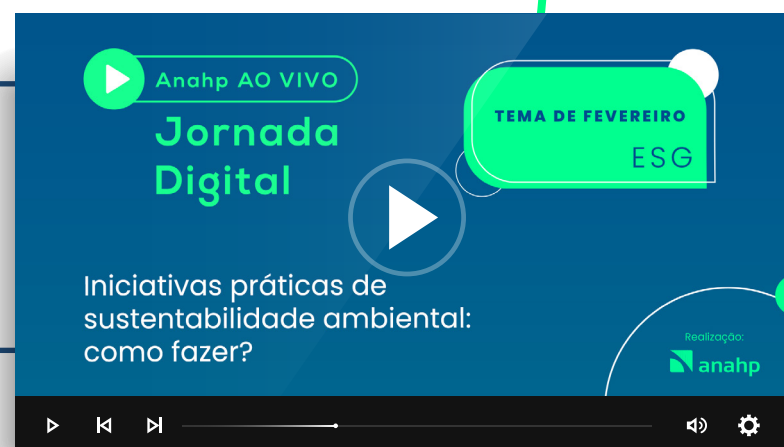 Anahp AO VIVO
Jornada
Digital
TEMA DE FEVEREIRO
ESG
Iniciativas práticas de
sustentabilidade ambiental:
como fazer?
Realização:
anahp